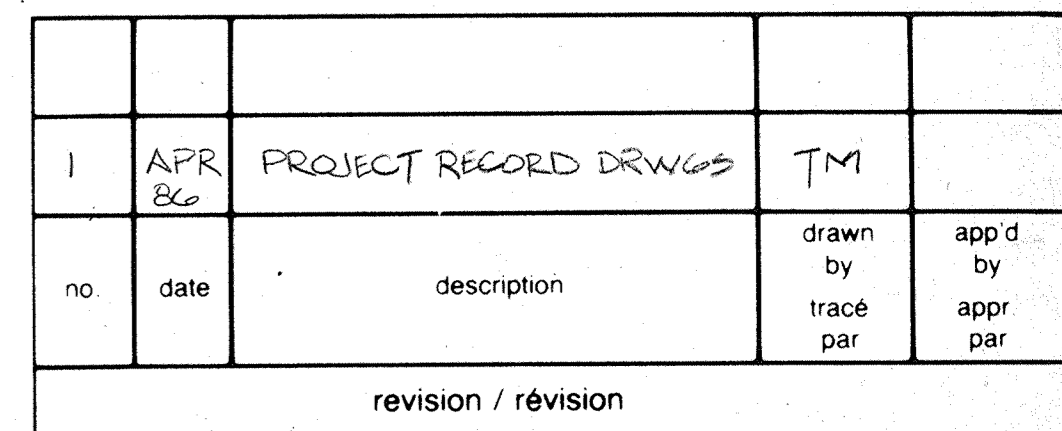 1 APR 86 PROJECT RECORD DRWGS TM
no. date description drawn by tracé par app'd by appr. par
revision / révision